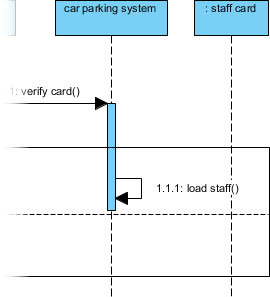 car parking system
: staff card
1: verify card()
1.1.1: load staff()